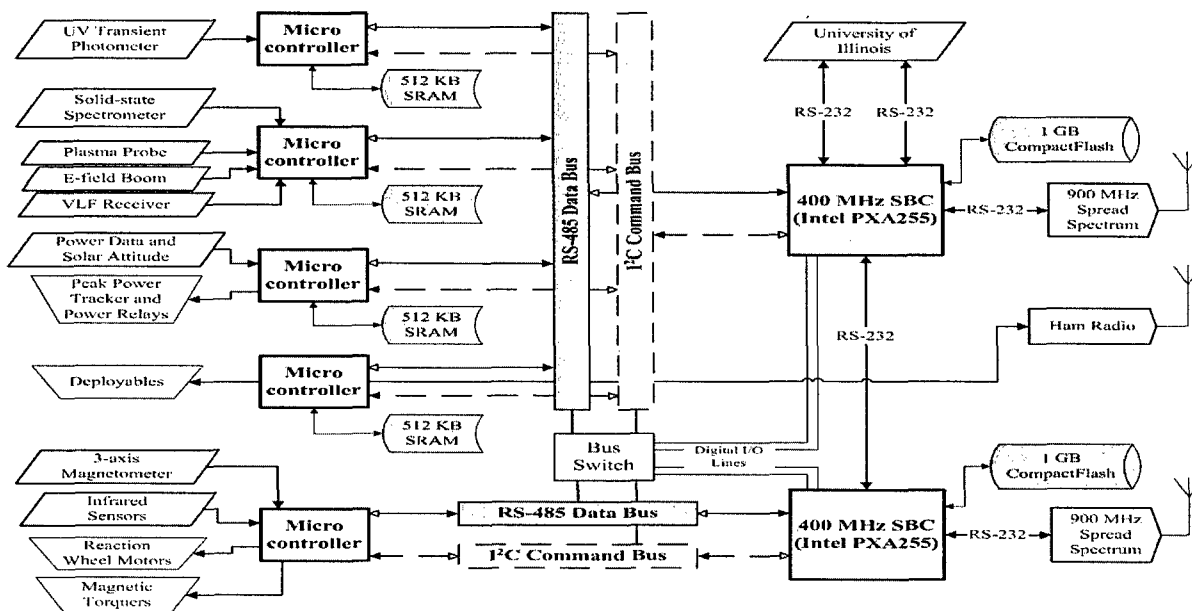 UV Transient
Photometer
Micro
controller
512 KB
SRAM
Solid-state
Spectrometer
Plasma Probe
E-field Boom
VLF Receiver
Micro
controller
512 KB
SRAM
Power Data and
Solar Attitude
Peak Power
Tracker and
Power Relays
Micro
controller
512 KB
SRAM
Deployables
Micro
controller
512 KB
SRAM
3-axis
Magnetometer
Infrared
Sensors
Reaction
Wheel Motors
Magnetic
Torquers
Micro
controller
RS-485 Data Bus
I²C Command Bus
Bus
Switch
Digital I/O
Lines
RS-485 Data Bus
I²C Command Bus
University of
Illinois
RS-232
RS-232
400 MHz SBC
(Intel PXA255)
1 GB
CompactFlash
RS-232
900 MHz
Spread
Spectrum
RS-232
Ham Radio
400 MHz SBC
(Intel PXA255)
1 GB
CompactFlash
RS-232
900 MHz
Spread
Spectrum